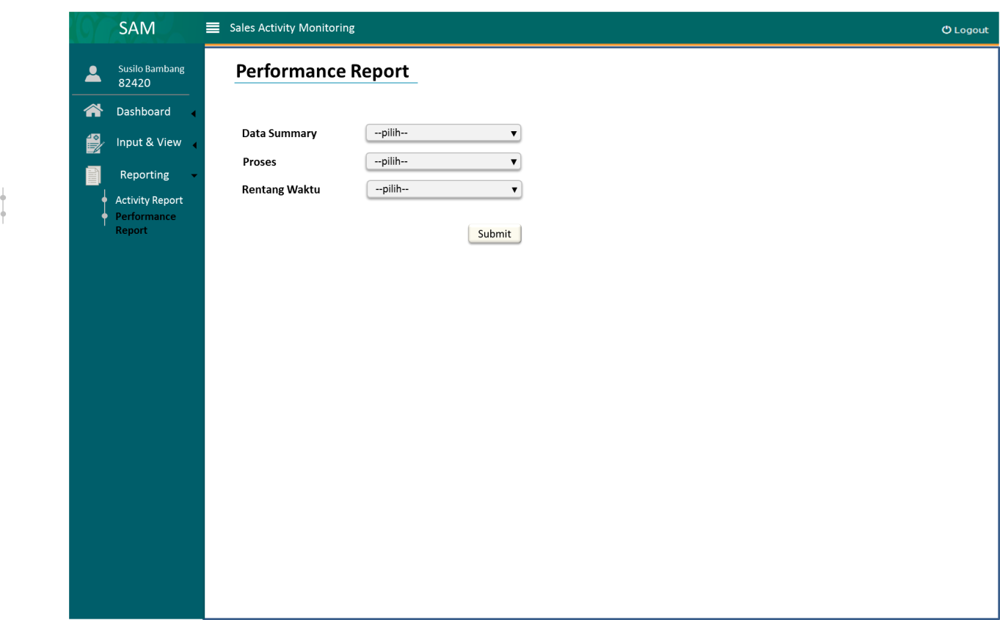 SAM
Sales Activity Monitoring
Logout
Susilo Bambang
82420
Dashboard
Input & View
Reporting
Activity Report
Performance
Report
Performance Report
Data Summary
--pilih--
Proses
--pilih--
Rentang Waktu
--pilih--
Submit